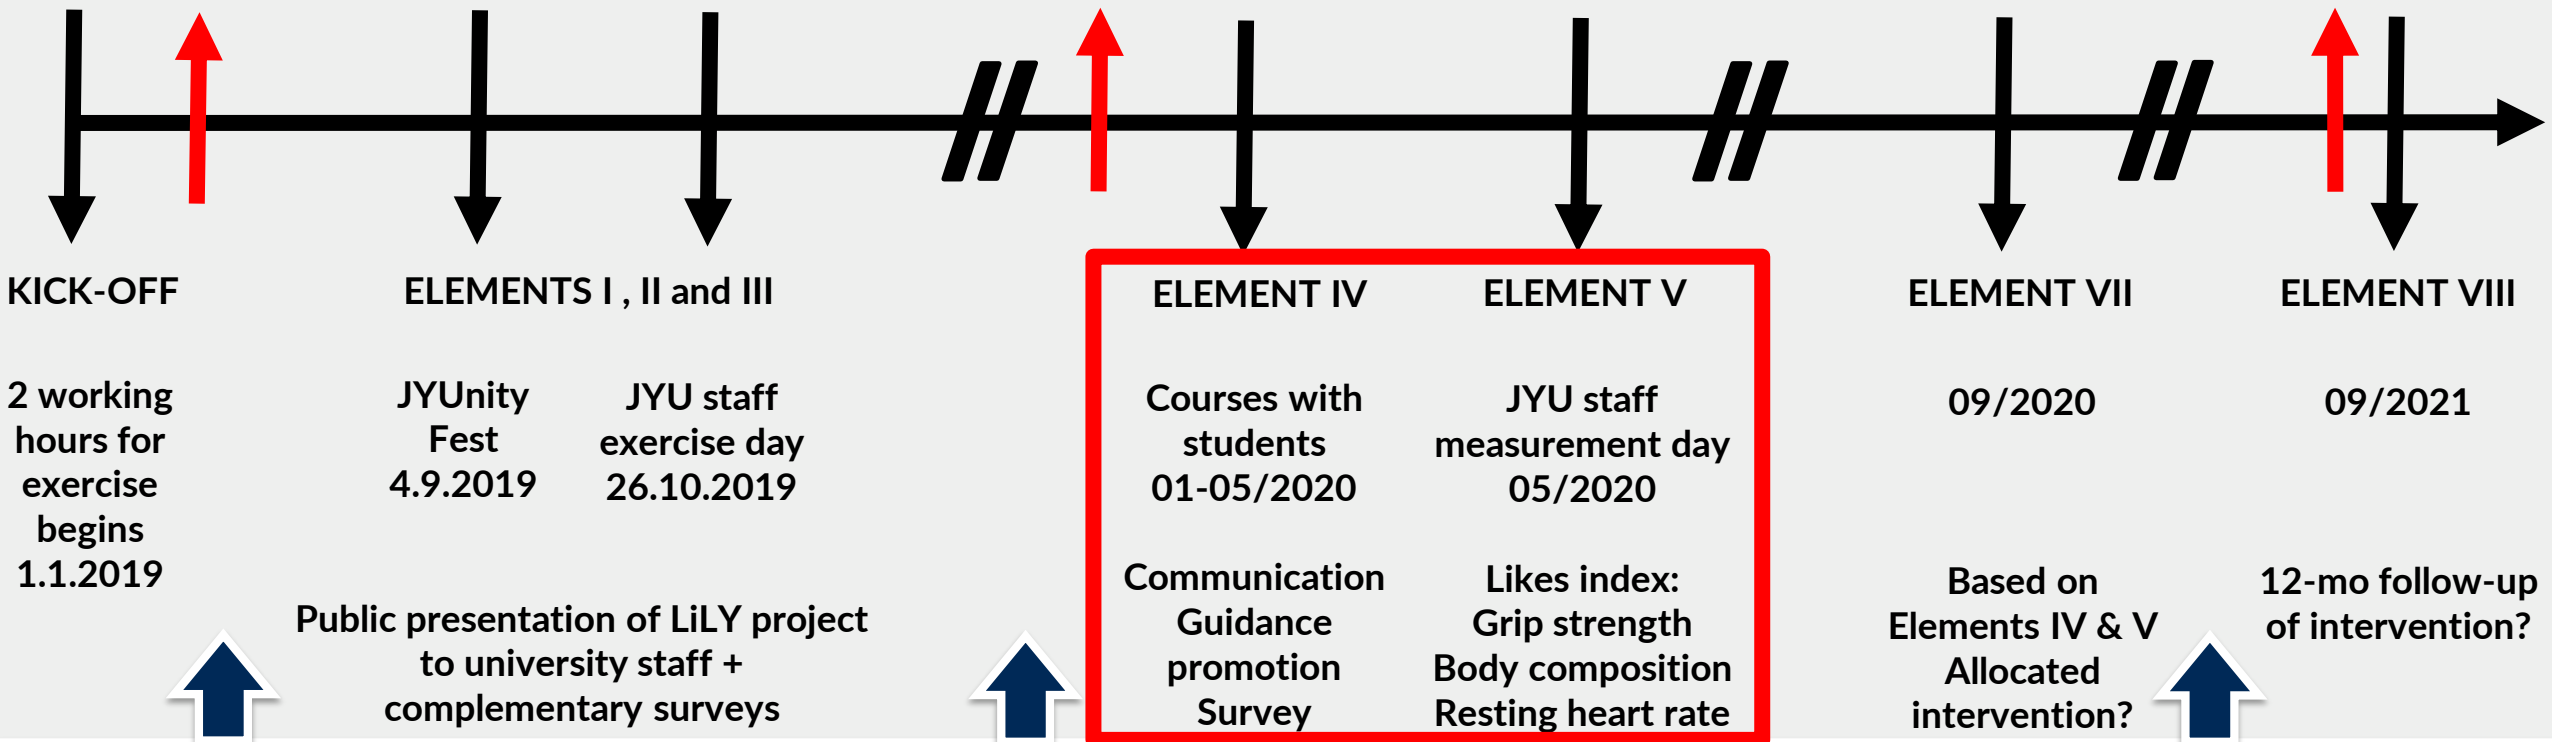 KICK-OFF
2 working
hours for
exercise
begins
1.1.2019
ELEMENTS I , II and III
JYUnity
Fest
4.9.2019
JYU staff
exercise day
26.10.2019
Public presentation of LiLY project
to university staff +
complementary surveys
ELEMENT IV
Courses with
students
01-05/2020
Communication
Guidance
promotion
Survey
ELEMENT V
JYU staff
measurement day
05/2020
Likes index:
Grip strength
Body composition
Resting heart rate
ELEMENT VII
09/2020
Based on
Elements IV & V
Allocated
intervention?
ELEMENT VIII
09/2021
12-mo follow-up
of intervention?